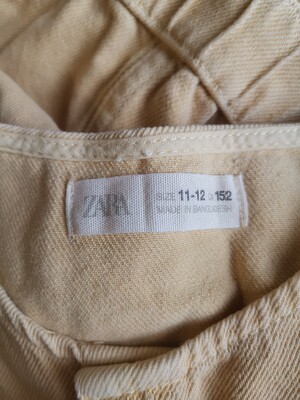 ZARA
SIZE 11-12 > 152
MADE IN BANGLADESH